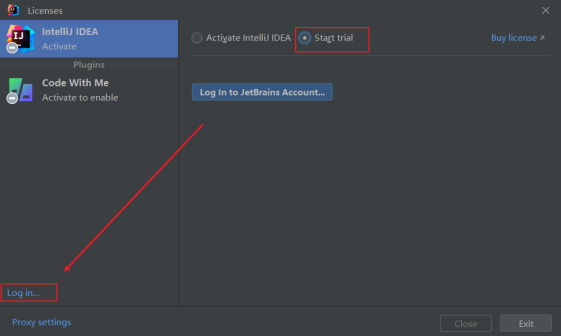 Licenses
IntelliJ IDEA
Activate
Plugins
Code With Me
Activate to enable
Log in...
Activate IntelliJ IDEA
Start trial
Buy license
Log In to JetBrains Account...
Proxy settings
Close
Exit